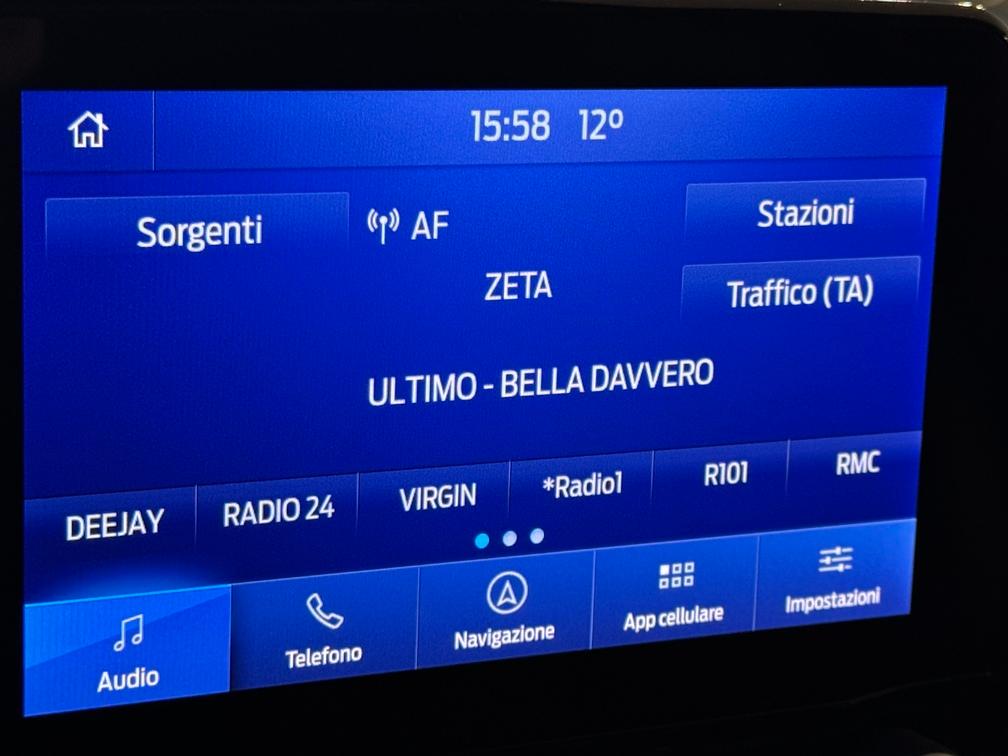 15:58 12°
Sorgenti
AF
Stazioni
ZETA
Traffico (TA)
ULTIMO - BELLA DAVVERO
DEEJAY RADIO 24 VIRGIN *Radio1 R101 RMC
Audio Telefono Navigazione App cellulare Impostazioni